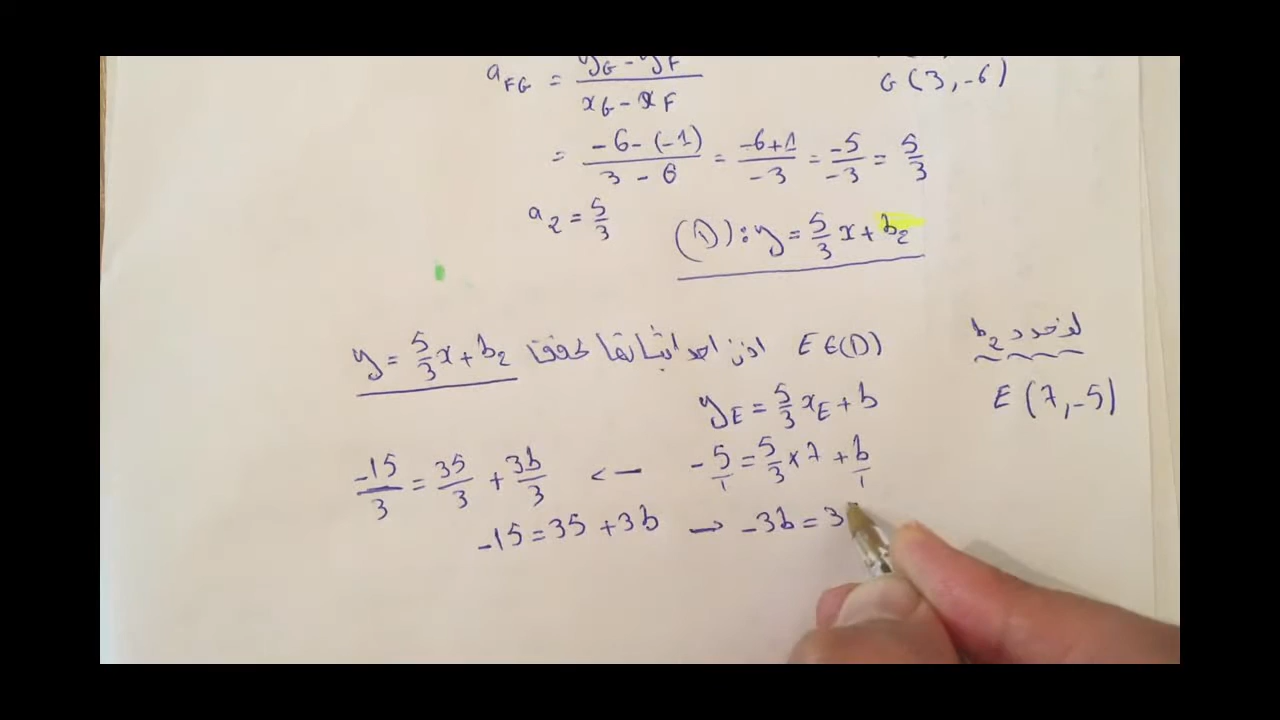 a_FG = (y_G - y_F) / (x_G - x_F)
G(3, -6)
= (-6-(-1)) / (3-6) = (-6+1) / (-3) = (-5) / (-3) = 5/3
a_2 = 5/3
(D): y = 5/3 x + b_2
لنحدد b_2
E ∈ (D) اذن احداثياتها تحقق y = 5/3 x + b_2
E(7, -5)
y_E = 5/3 x_E + b
-5/1 = 5/3 × 7 + b/1 ← -15/3 = 35/3 + 3b/3
-15 = 35 + 3b → -3b = 3